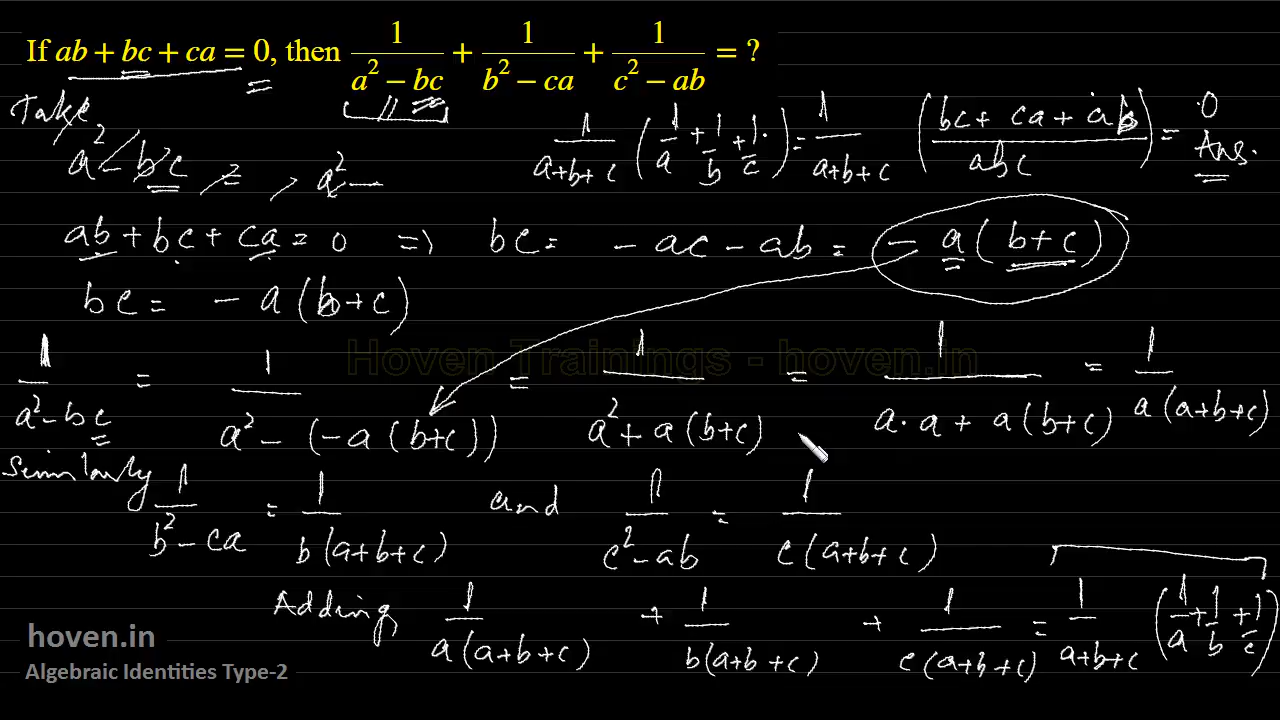 If ab + bc + ca = 0, then 1/(a² − bc) + 1/(b² − ca) + 1/(c² − ab) = ?
Take
a² − bc = , a² −
1/(a+b+c) (1/a + 1/b + 1/c) = 1/(a+b+c) ((bc + ca + ab)/abc) = 0 Ans.
ab + bc + ca = 0 ⇒ bc = − ac − ab = − a(b+c)
bc = − a(b+c)
Hoven Trainings - hoven.in
1/(a² − bc) = 1/(a² − (−a(b+c))) = 1/(a² + a(b+c)) = 1/(a·a + a(b+c)) = 1/(a(a+b+c))
Similarly 1/(b² − ca) = 1/(b(a+b+c)) and 1/(c² − ab) = 1/(c(a+b+c))
Adding 1/(a(a+b+c)) + 1/(b(a+b+c)) + 1/(c(a+b+c)) = 1/(a+b+c) (1/a + 1/b + 1/c)
hoven.in
Algebraic Identities Type-2